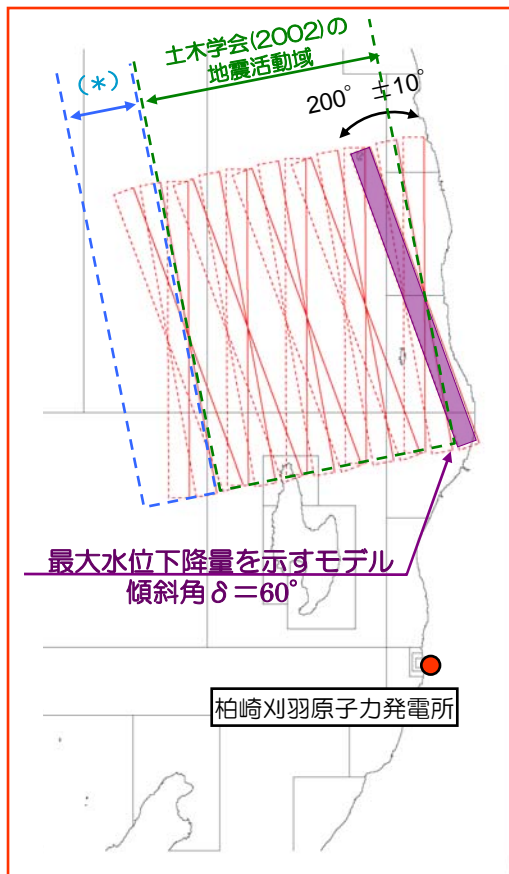 土木学会(2002)の
地震活動域
(*)
200° ±10°
最大水位下降量を示すモデル
傾斜角δ=60°
柏崎刈羽原子力発電所